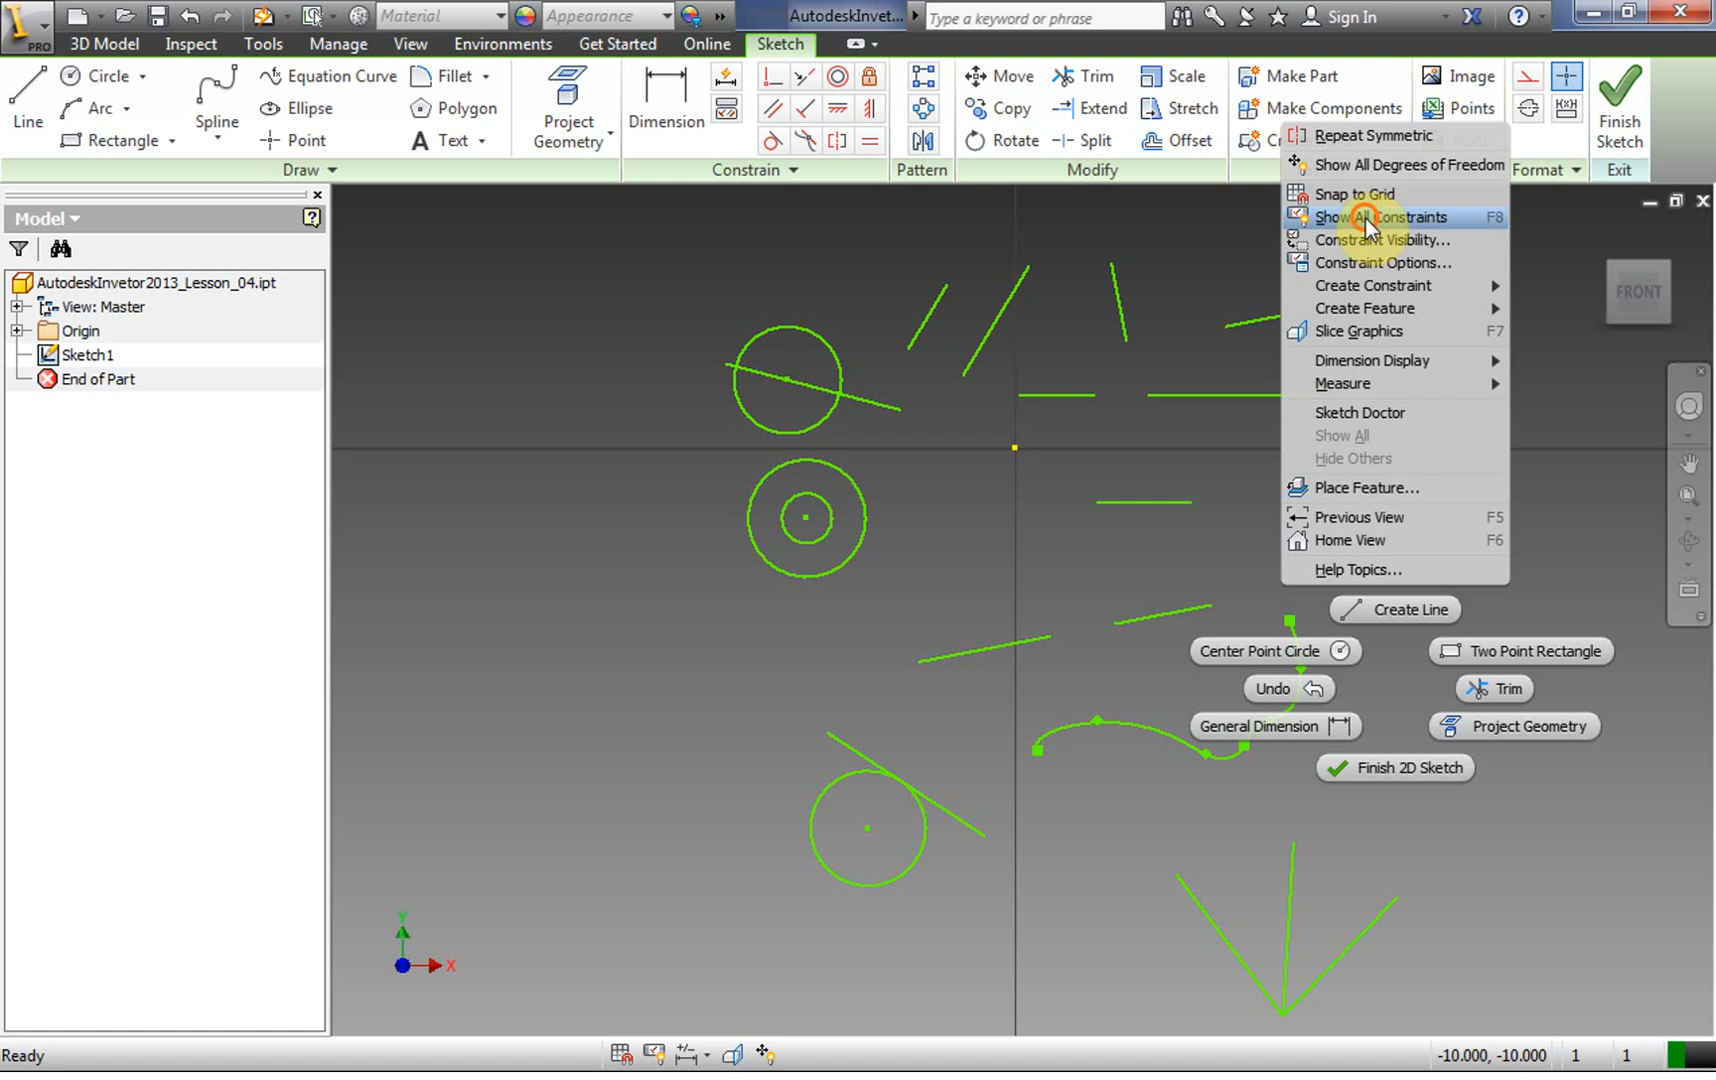 PRO
Material
Appearance
AutodeskInvet...
Type a keyword or phrase
Sign In
3D Model
Inspect
Tools
Manage
View
Environments
Get Started
Online
Sketch
Line
Circle
Arc
Rectangle
Spline
Equation Curve
Ellipse
Point
Fillet
Polygon
Text
Project
Geometry
Dimension
Move
Copy
Rotate
Trim
Extend
Split
Scale
Stretch
Offset
Make Part
Make Components
Image
Points
Finish
Sketch
Draw
Constrain
Pattern
Modify
Format
Exit
Model
AutodeskInvetor2013_Lesson_04.ipt
View: Master
Origin
Sketch1
End of Part
Repeat Symmetric
Show All Degrees of Freedom
Snap to Grid
Show All Constraints F8
Constraint Visibility...
Constraint Options...
Create Constraint
Create Feature
Slice Graphics F7
Dimension Display
Measure
Sketch Doctor
Show All
Hide Others
Place Feature...
Previous View F5
Home View F6
Help Topics...
FRONT
Create Line
Center Point Circle
Two Point Rectangle
Undo
Trim
General Dimension
Project Geometry
Finish 2D Sketch
Y
X
Ready
-10.000, -10.000 1 1